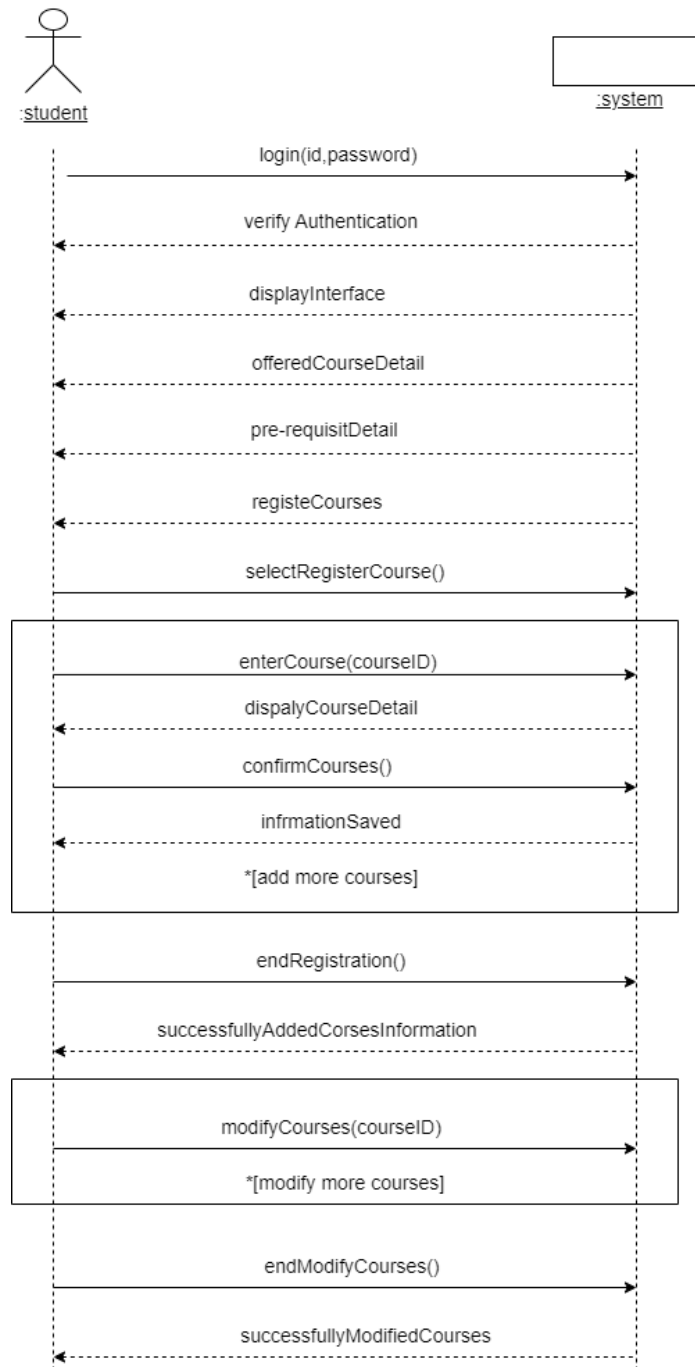 :student
:system
login(id,password)
verify Authentication
displayInterface
offeredCourseDetail
pre-requisitDetail
registeCourses
selectRegisterCourse()
enterCourse(courseID)
dispalyCourseDetail
confirmCourses()
infrmationSaved
*[add more courses]
endRegistration()
successfullyAddedCorsesInformation
modifyCourses(courseID)
*[modify more courses]
endModifyCourses()
successfullyModifiedCourses